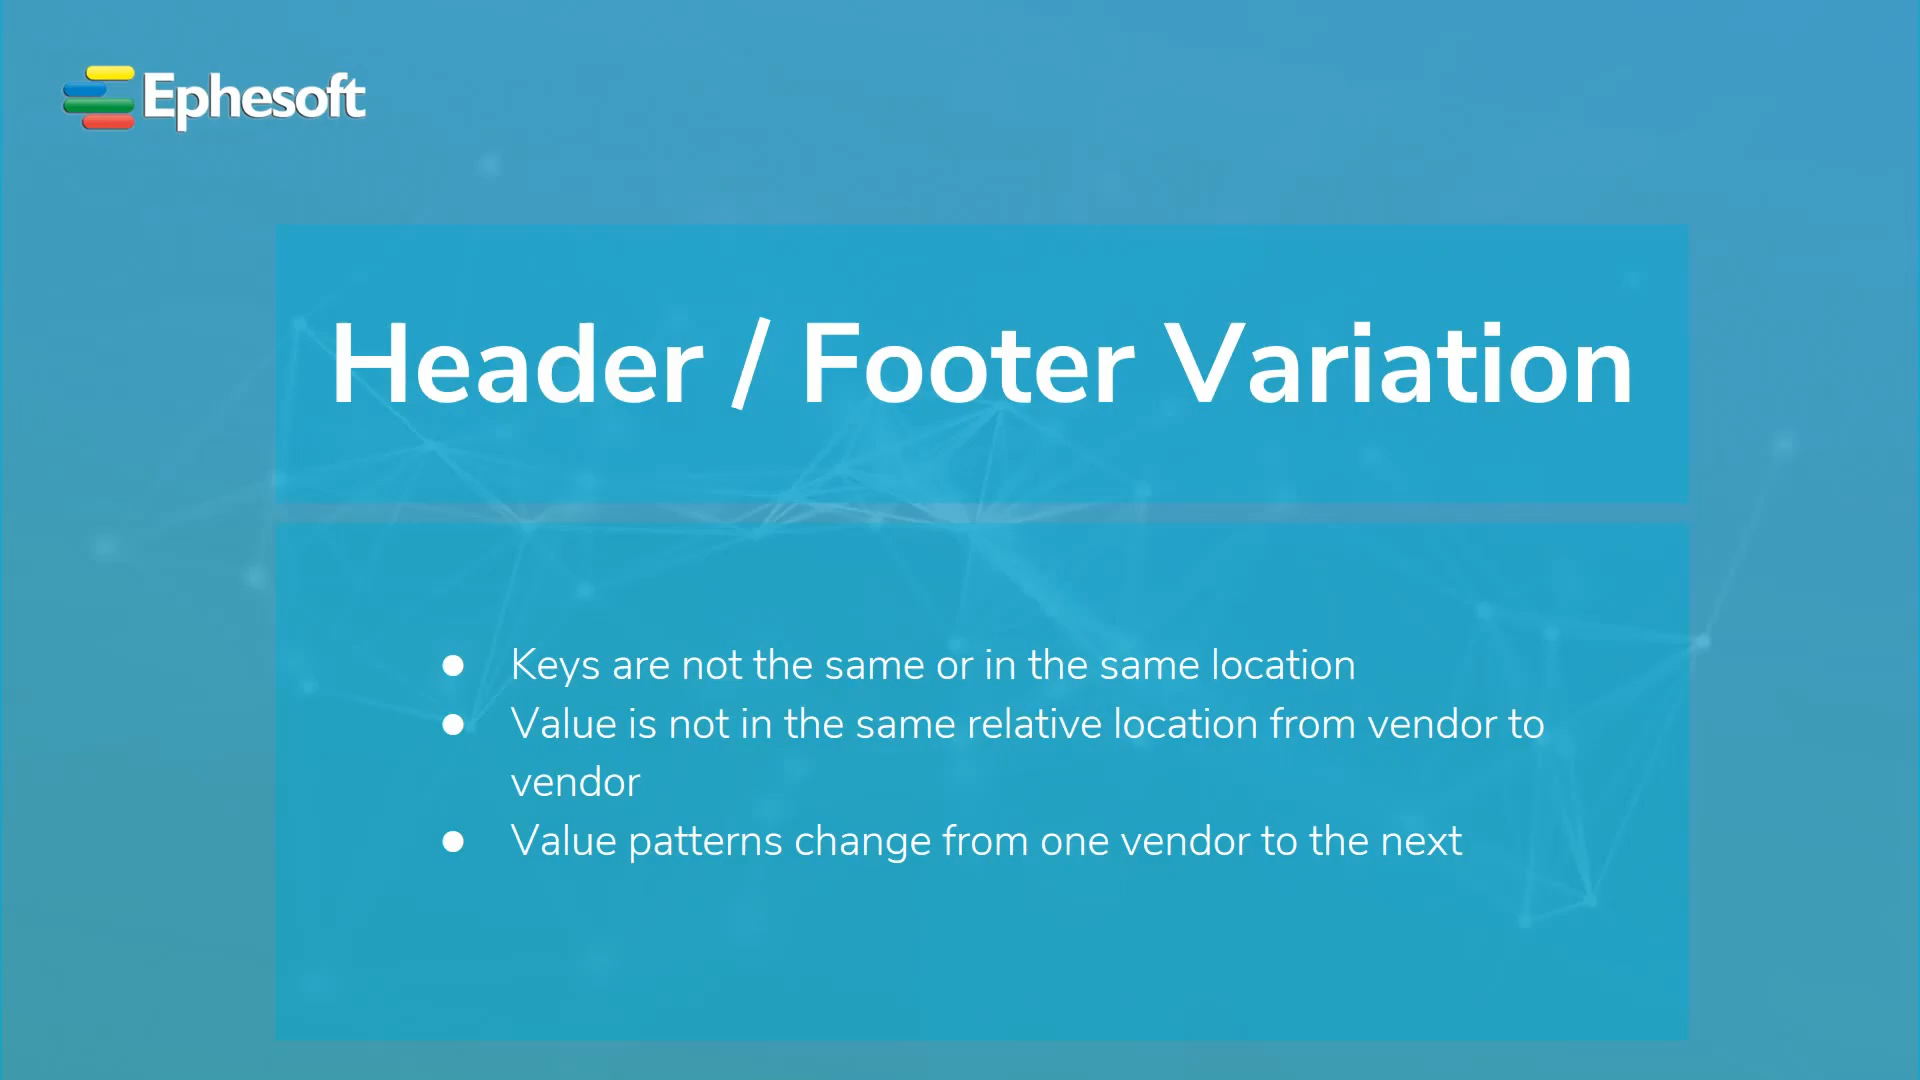 Ephesoft
Header / Footer Variation
● Keys are not the same or in the same location
● Value is not in the same relative location from vendor to
vendor
● Value patterns change from one vendor to the next